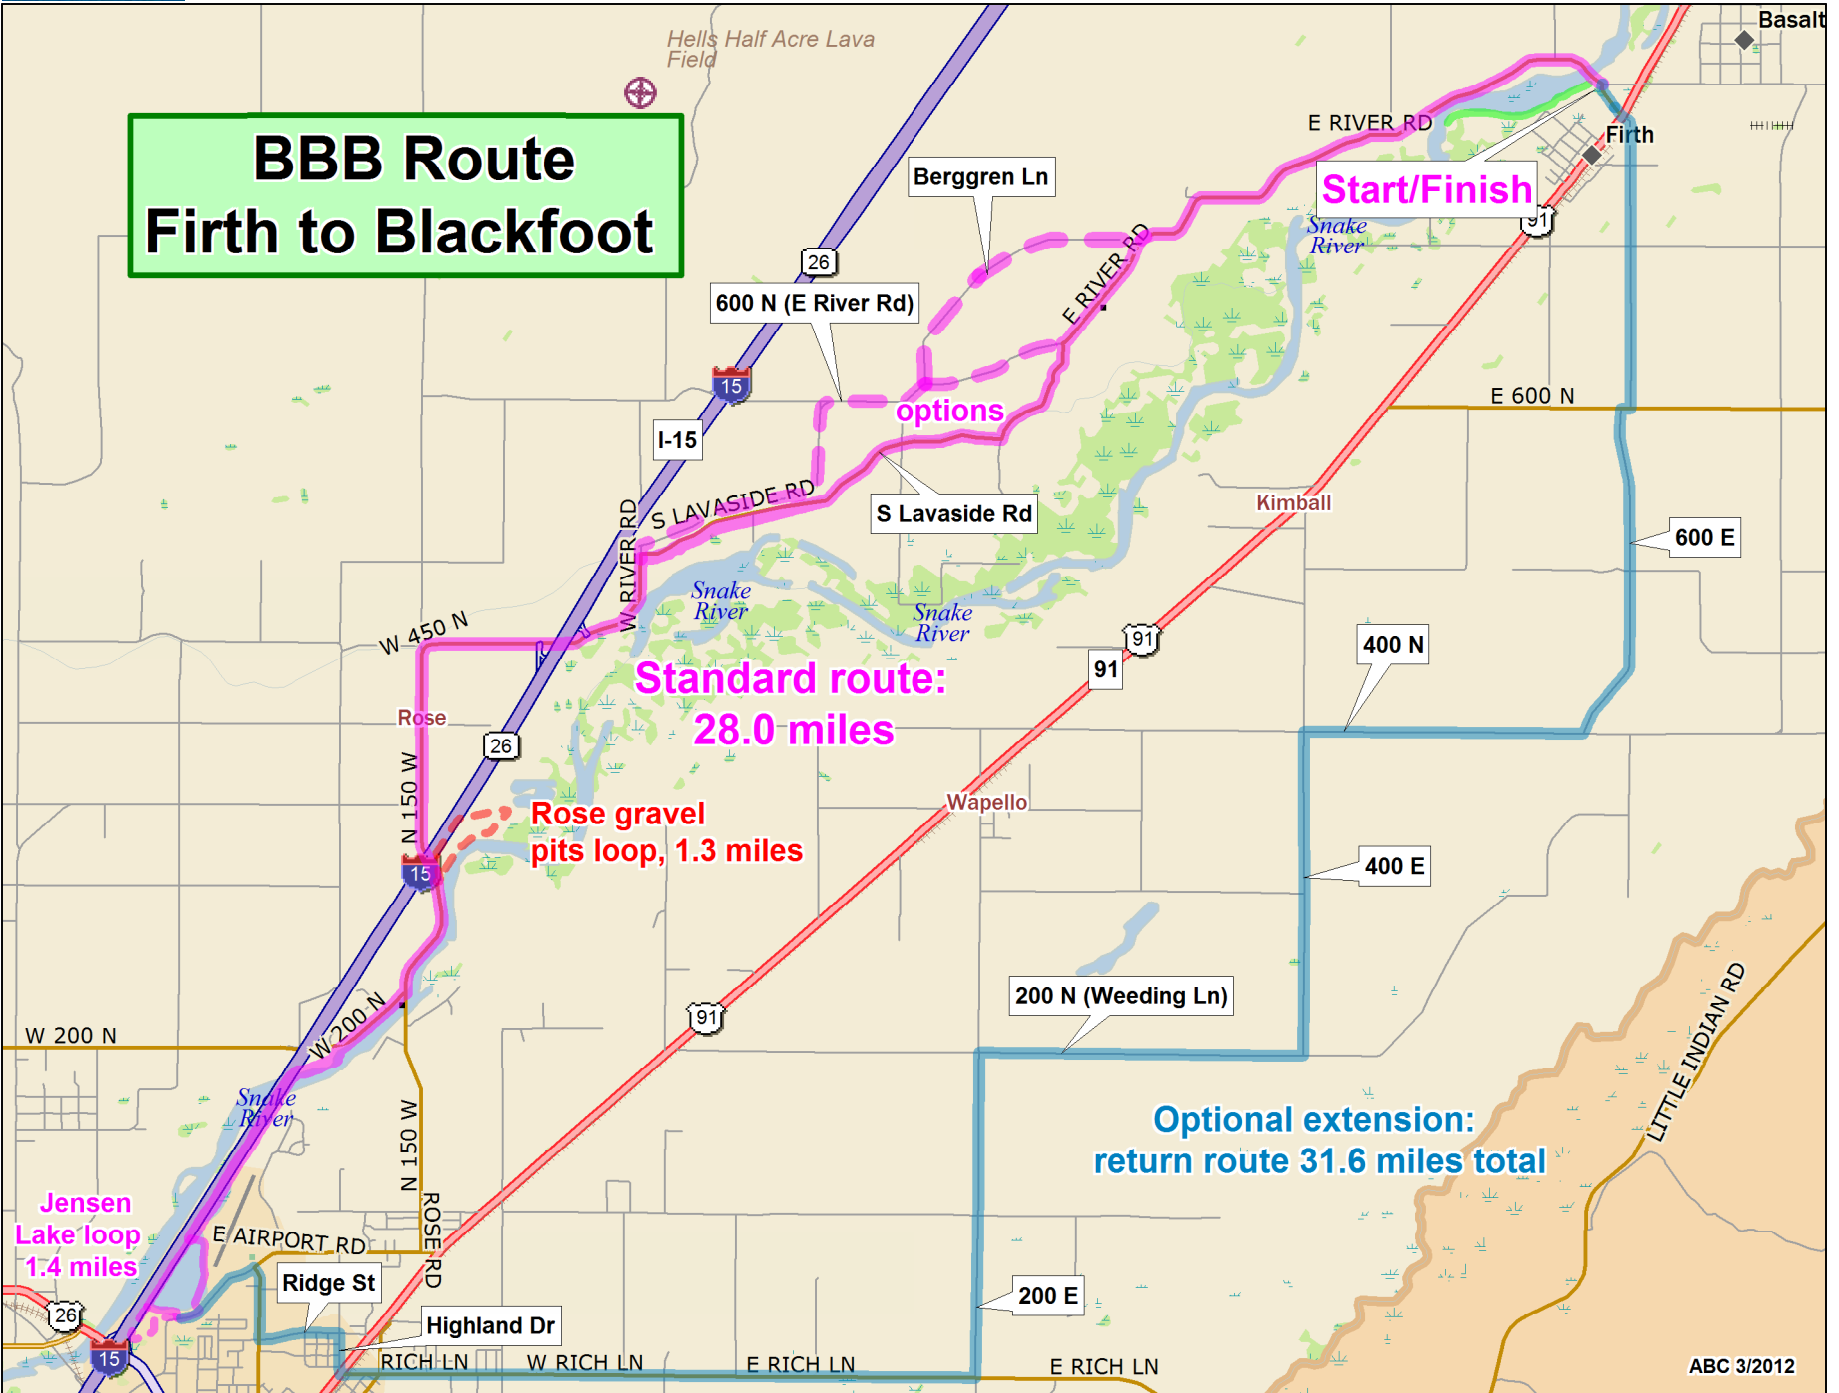 Basalt
Hells Half Acre Lava
Field
BBB Route
Firth to Blackfoot
E RIVER RD
Firth
Berggren Ln
Start/Finish
91
Snake
River
26
E RIVER RD
600 N (E River Rd)
15
options
E 600 N
I-15
S LAVASIDE RD
Kimball
S Lavaside Rd
W RIVER RD
600 E
Snake
River
Snake
River
W 450 N
91
400 N
91
Standard route:
28.0 miles
Rose
26
N 150 W
Wapello
Rose gravel
pits loop, 1.3 miles
15
400 E
200 N (Weeding Ln)
91
W 200 N
W 200 N
LITTLE INDIAN RD
Snake
River
N 150 W
Optional extension:
return route 31.6 miles total
Jensen
Lake loop
1.4 miles
E AIRPORT RD
ROSE RD
Ridge St
200 E
26
Highland Dr
15
RICH LN
W RICH LN
E RICH LN
E RICH LN
ABC 3/2012